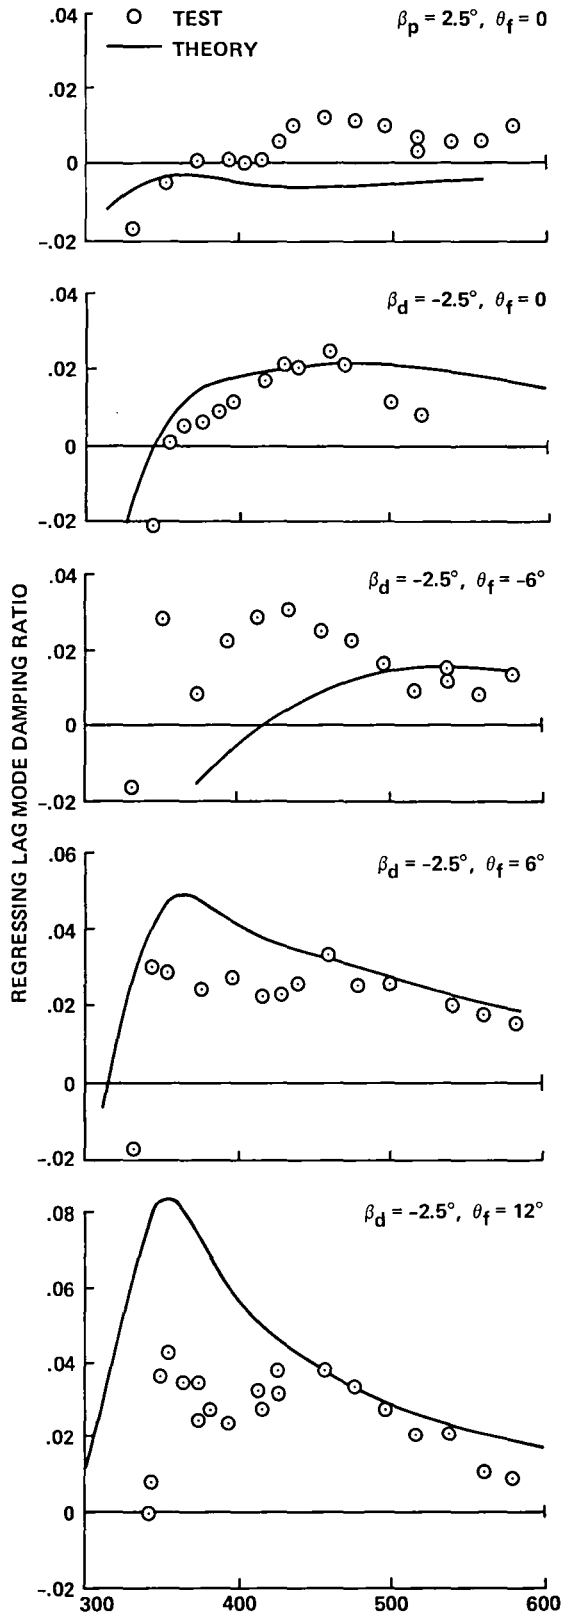 .04
TEST
β_p = 2.5°, θ_f = 0
THEORY
.02
0
-.02
400
500
600
.04
β_d = -2.5°, θ_f = 0
.02
0
-.02
.04
β_d = -2.5°, θ_f = -6°
.02
0
-.02
REGRESSING LAG MODE DAMPING RATIO
.06
β_d = -2.5°, θ_f = 6°
.04
.02
0
-.02
.08
β_d = -2.5°, θ_f = 12°
.06
.04
.02
0
-.02
300 400 500 600